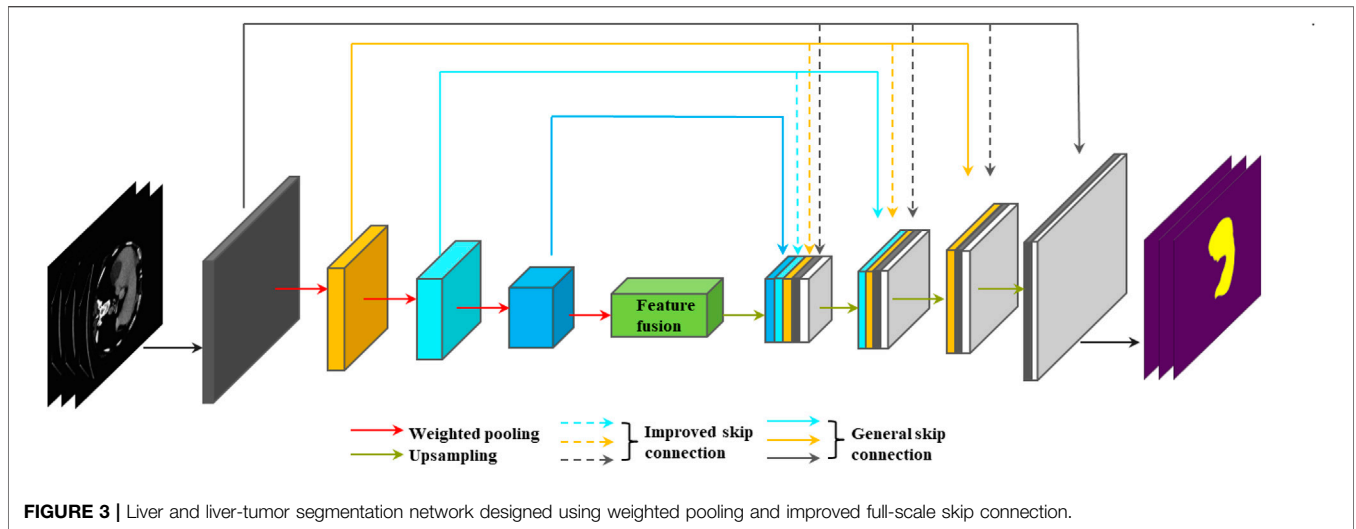 Feature
fusion
Weighted pooling
Upsampling
Improved skip
connection
General skip
connection
FIGURE 3 | Liver and liver-tumor segmentation network designed using weighted pooling and improved full-scale skip connection.